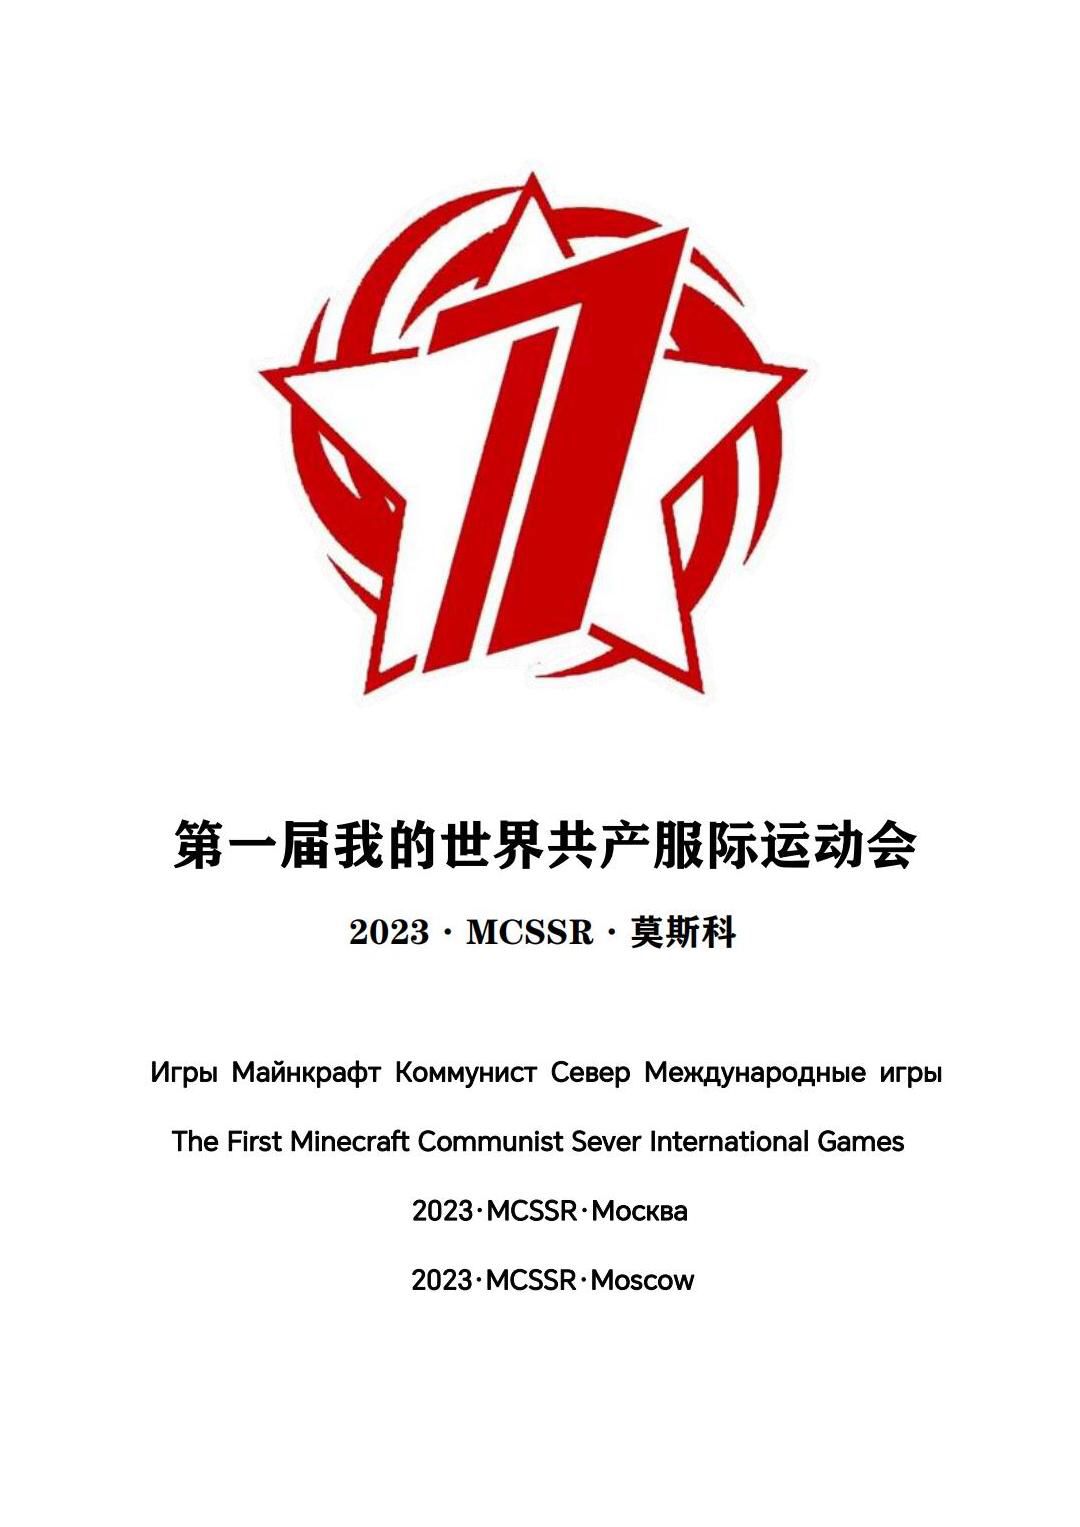 第一届我的世界共产服际运动会
2023 · MCSSR · 莫斯科
Игры Майнкрафт Коммунист Север Международные игры
The First Minecraft Communist Sever International Games
2023·MCSSR·Москва
2023·MCSSR·Moscow